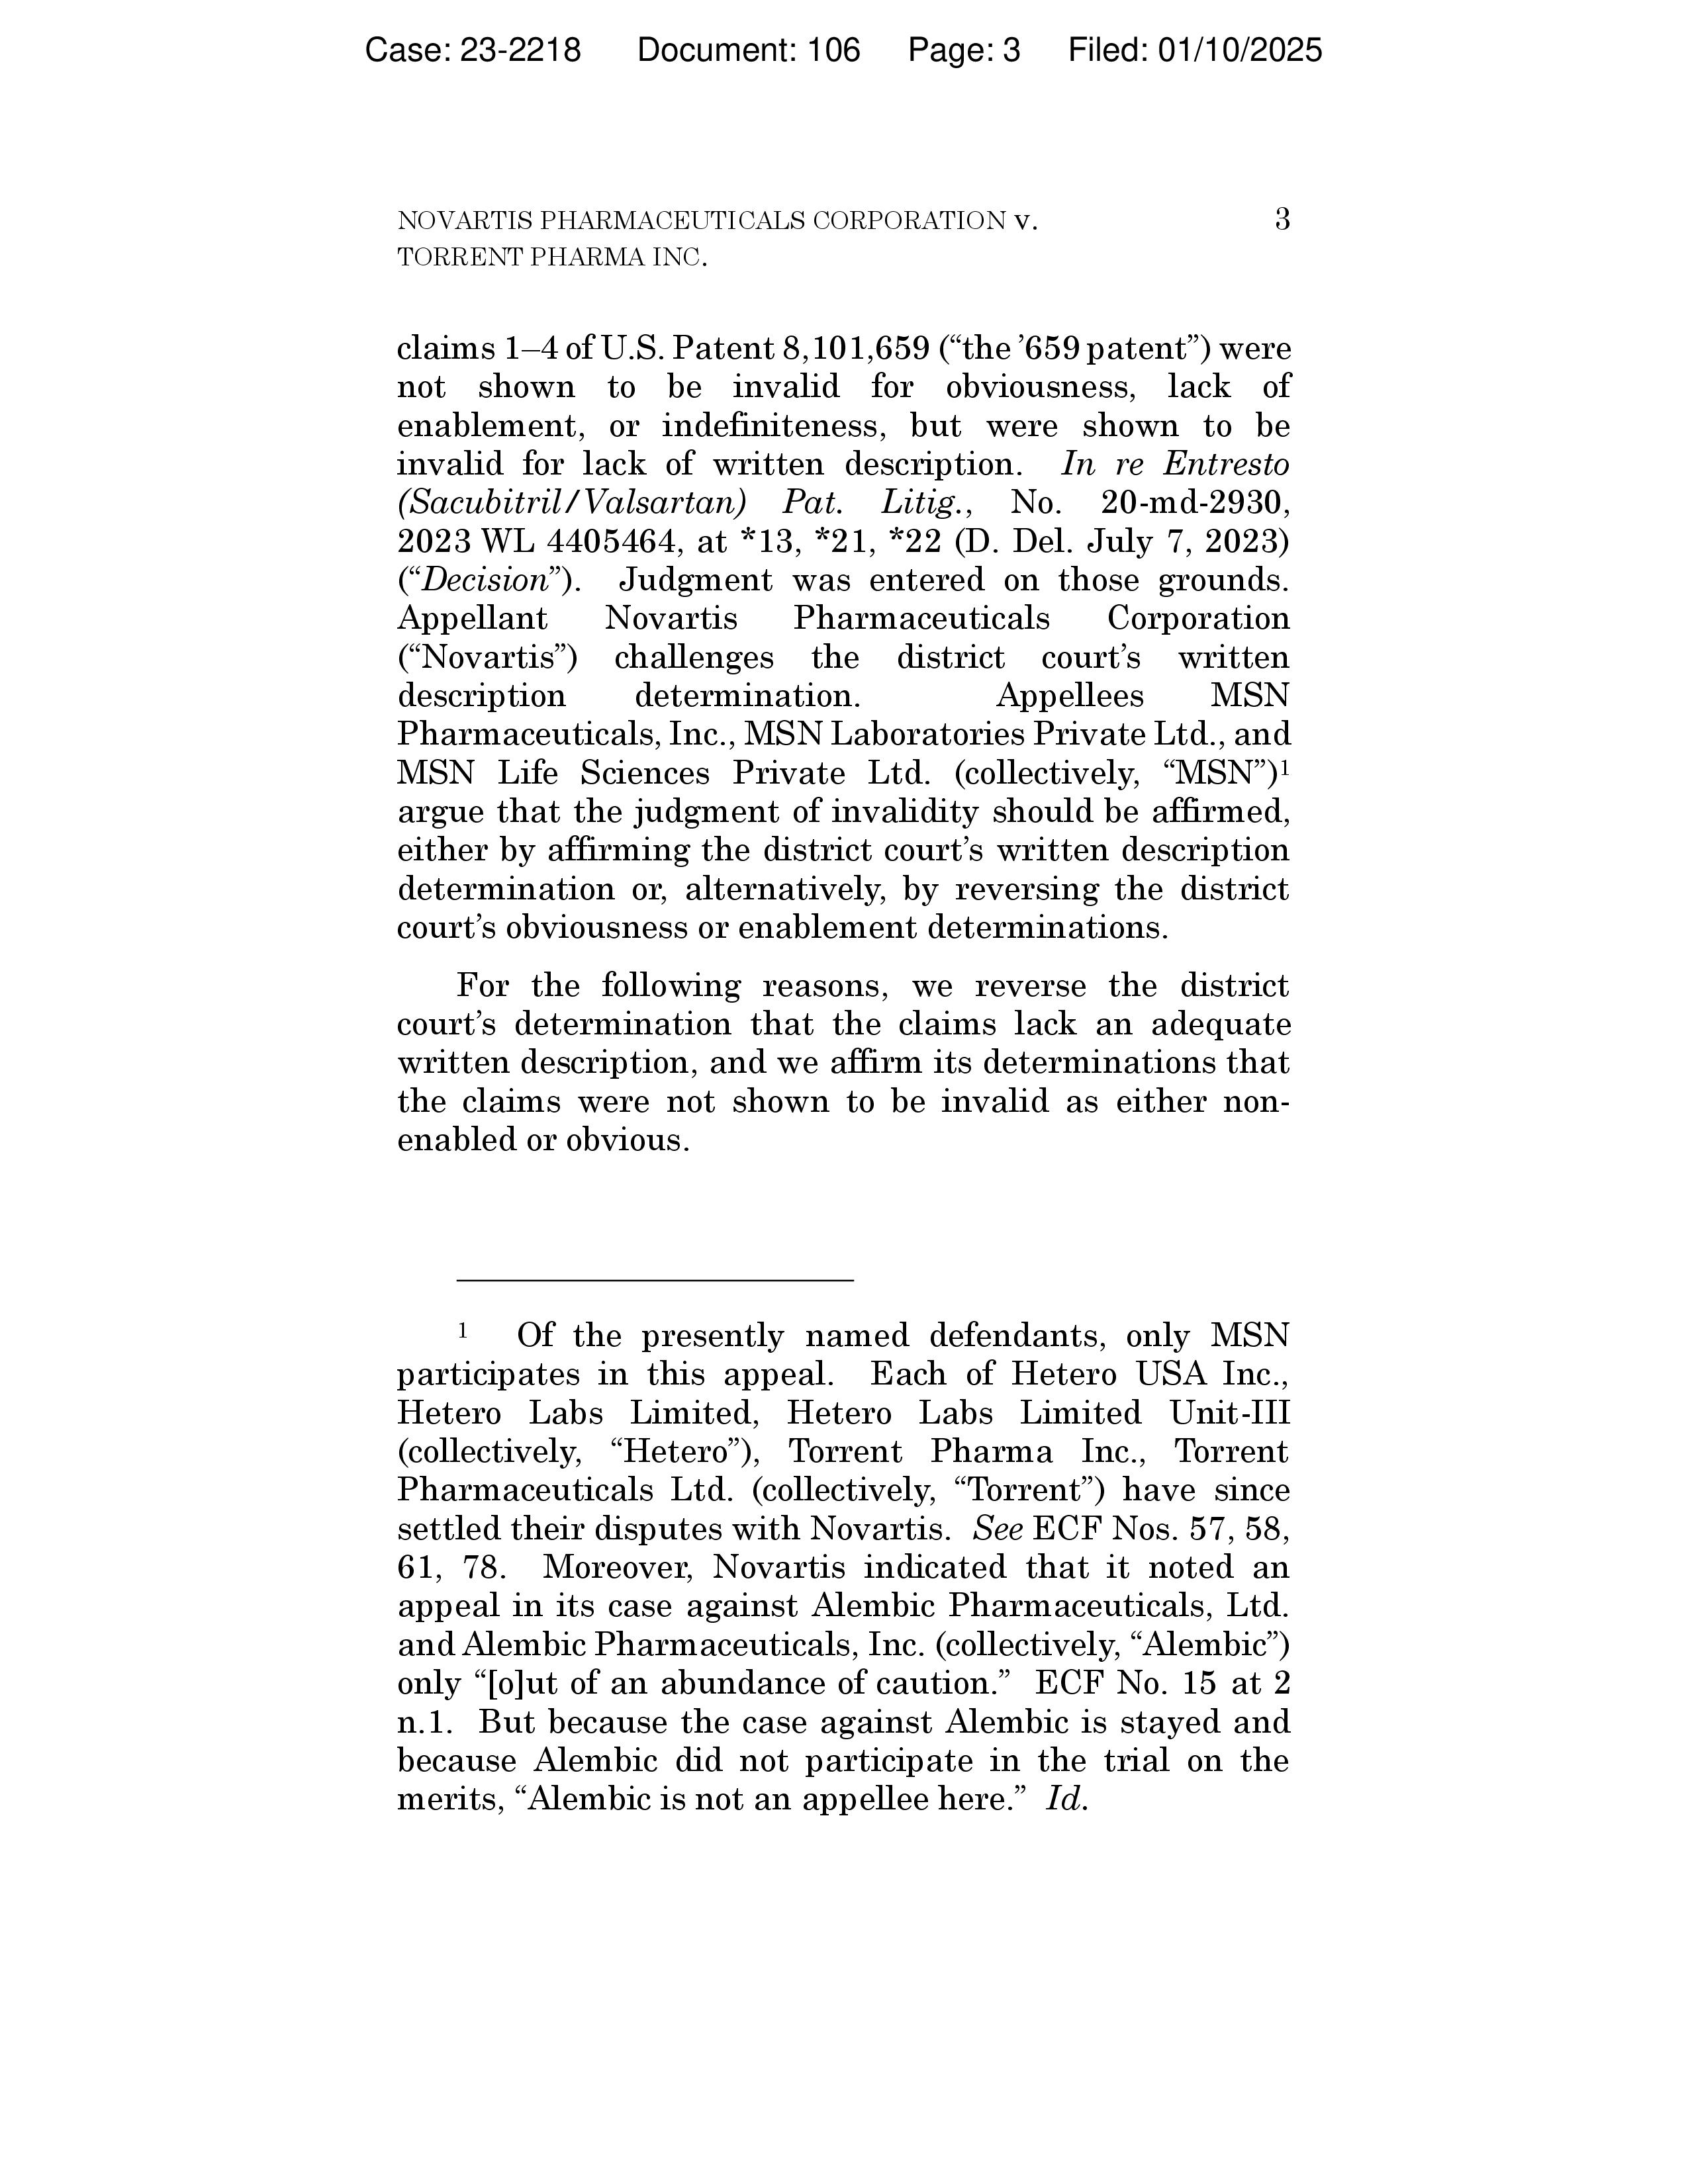 Case: 23-2218 Document: 106 Page: 3 Filed: 01/10/2025
NOVARTIS PHARMACEUTICALS CORPORATION v. 3
TORRENT PHARMA INC.
claims 1–4 of U.S. Patent 8,101,659 (“the ’659 patent”) were
not shown to be invalid for obviousness, lack of
enablement, or indefiniteness, but were shown to be
invalid for lack of written description. In re Entresto
(Sacubitril/Valsartan) Pat. Litig., No. 20-md-2930,
2023 WL 4405464, at *13, *21, *22 (D. Del. July 7, 2023)
(“Decision”). Judgment was entered on those grounds.
Appellant Novartis Pharmaceuticals Corporation
(“Novartis”) challenges the district court’s written
description determination. Appellees MSN
Pharmaceuticals, Inc., MSN Laboratories Private Ltd., and
MSN Life Sciences Private Ltd. (collectively, “MSN”)1
argue that the judgment of invalidity should be affirmed,
either by affirming the district court’s written description
determination or, alternatively, by reversing the district
court’s obviousness or enablement determinations.
For the following reasons, we reverse the district
court’s determination that the claims lack an adequate
written description, and we affirm its determinations that
the claims were not shown to be invalid as either non-
enabled or obvious.
1 Of the presently named defendants, only MSN
participates in this appeal. Each of Hetero USA Inc.,
Hetero Labs Limited, Hetero Labs Limited Unit-III
(collectively, “Hetero”), Torrent Pharma Inc., Torrent
Pharmaceuticals Ltd. (collectively, “Torrent”) have since
settled their disputes with Novartis. See ECF Nos. 57, 58,
61, 78. Moreover, Novartis indicated that it noted an
appeal in its case against Alembic Pharmaceuticals, Ltd.
and Alembic Pharmaceuticals, Inc. (collectively, “Alembic”)
only “[o]ut of an abundance of caution.” ECF No. 15 at 2
n.1. But because the case against Alembic is stayed and
because Alembic did not participate in the trial on the
merits, “Alembic is not an appellee here.” Id.